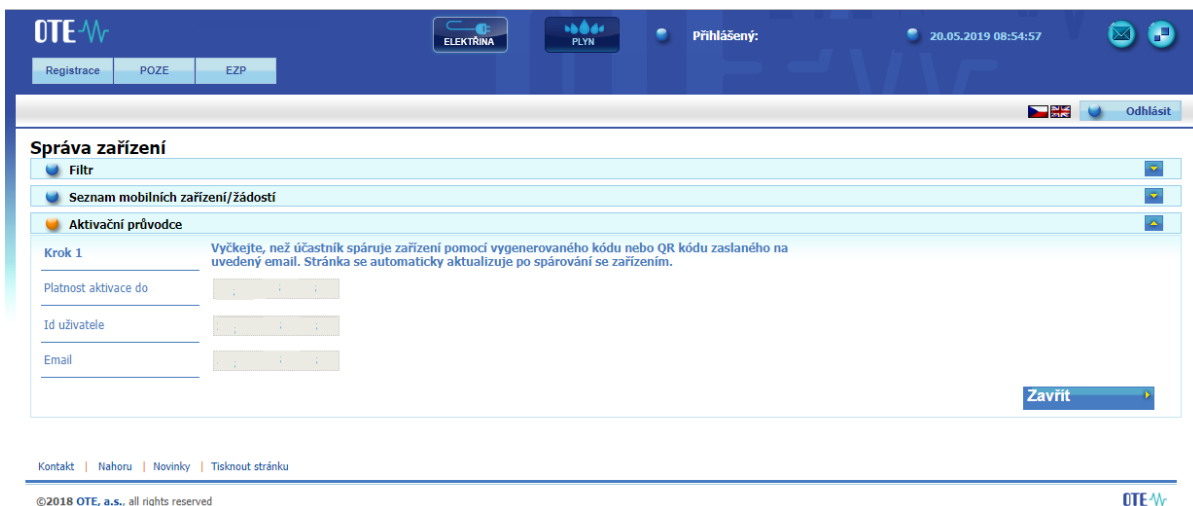 OTE
ELEKTŘINA
PLYN
Přihlášený:
20.05.2019 08:54:57
Registrace
POZE
EZP
Odhlásit
Správa zařízení
Filtr
Seznam mobilních zařízení/žádostí
Aktivační průvodce
Krok 1
Vyčkejte, než účastník spáruje zařízení pomocí vygenerovaného kódu nebo QR kódu zaslaného na
uvedený email. Stránka se automaticky aktualizuje po spárování se zařízením.
Platnost aktivace do
Id uživatele
Email
Zavřít
Kontakt | Nahoru | Novinky | Tisknout stránku
©2018 OTE, a.s., all rights reserved
OTE